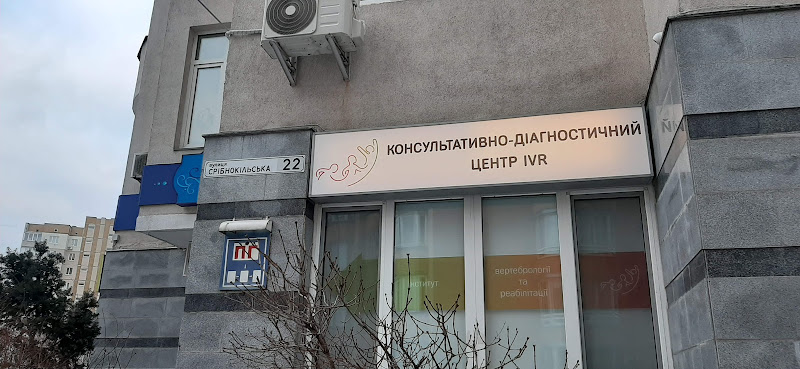 вулиця
СРІБНОКІЛЬСЬКА 22
КОНСУЛЬТАТИВНО-ДІАГНОСТИЧНИЙ
ЦЕНТР IVR
інститут
вертебрології
та
реабілітації